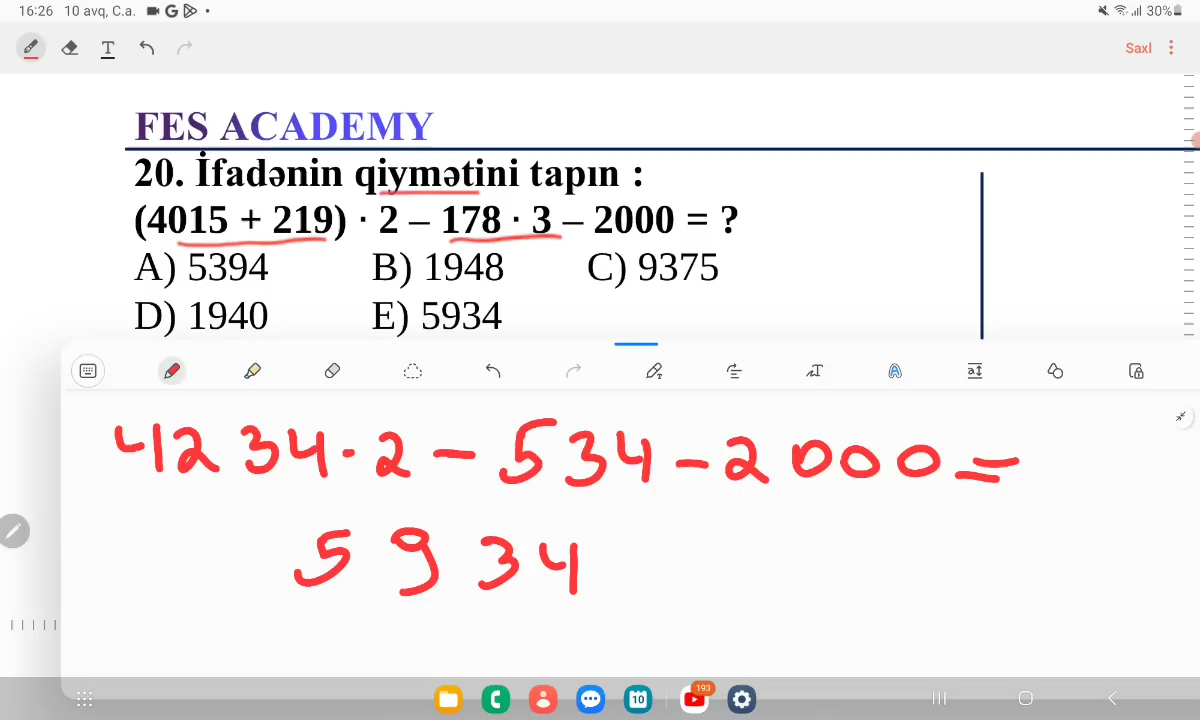 16:26 10 avq, C.a. 30%
T Saxl
FES ACADEMY
20. İfadənin qiymətini tapın :
(4015 + 219) · 2 – 178 · 3 – 2000 = ?
A) 5394 B) 1948 C) 9375
D) 1940 E) 5934
4234·2-534-2000=
5934
10 193